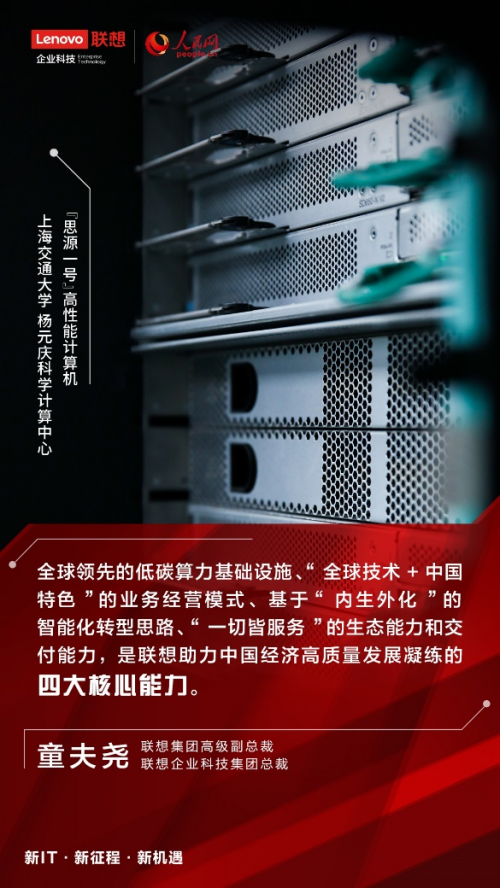 Lenovo 联想
企业科技 Enterprise Technology
人民网
people.cn
『思源一号』高性能计算机
上海交通大学 杨元庆科学计算中心
SD650-N V2
全球领先的低碳算力基础设施、“ 全球技术 + 中国
特色 ”的业务经营模式、基于“ 内生外化 ”的
智能化转型思路、“ 一切皆服务 ”的生态能力和交
付能力，是联想助力中国经济高质量发展凝练的
四大核心能力。
童夫尧
联想集团高级副总裁
联想企业科技集团总裁
新IT · 新征程 · 新机遇